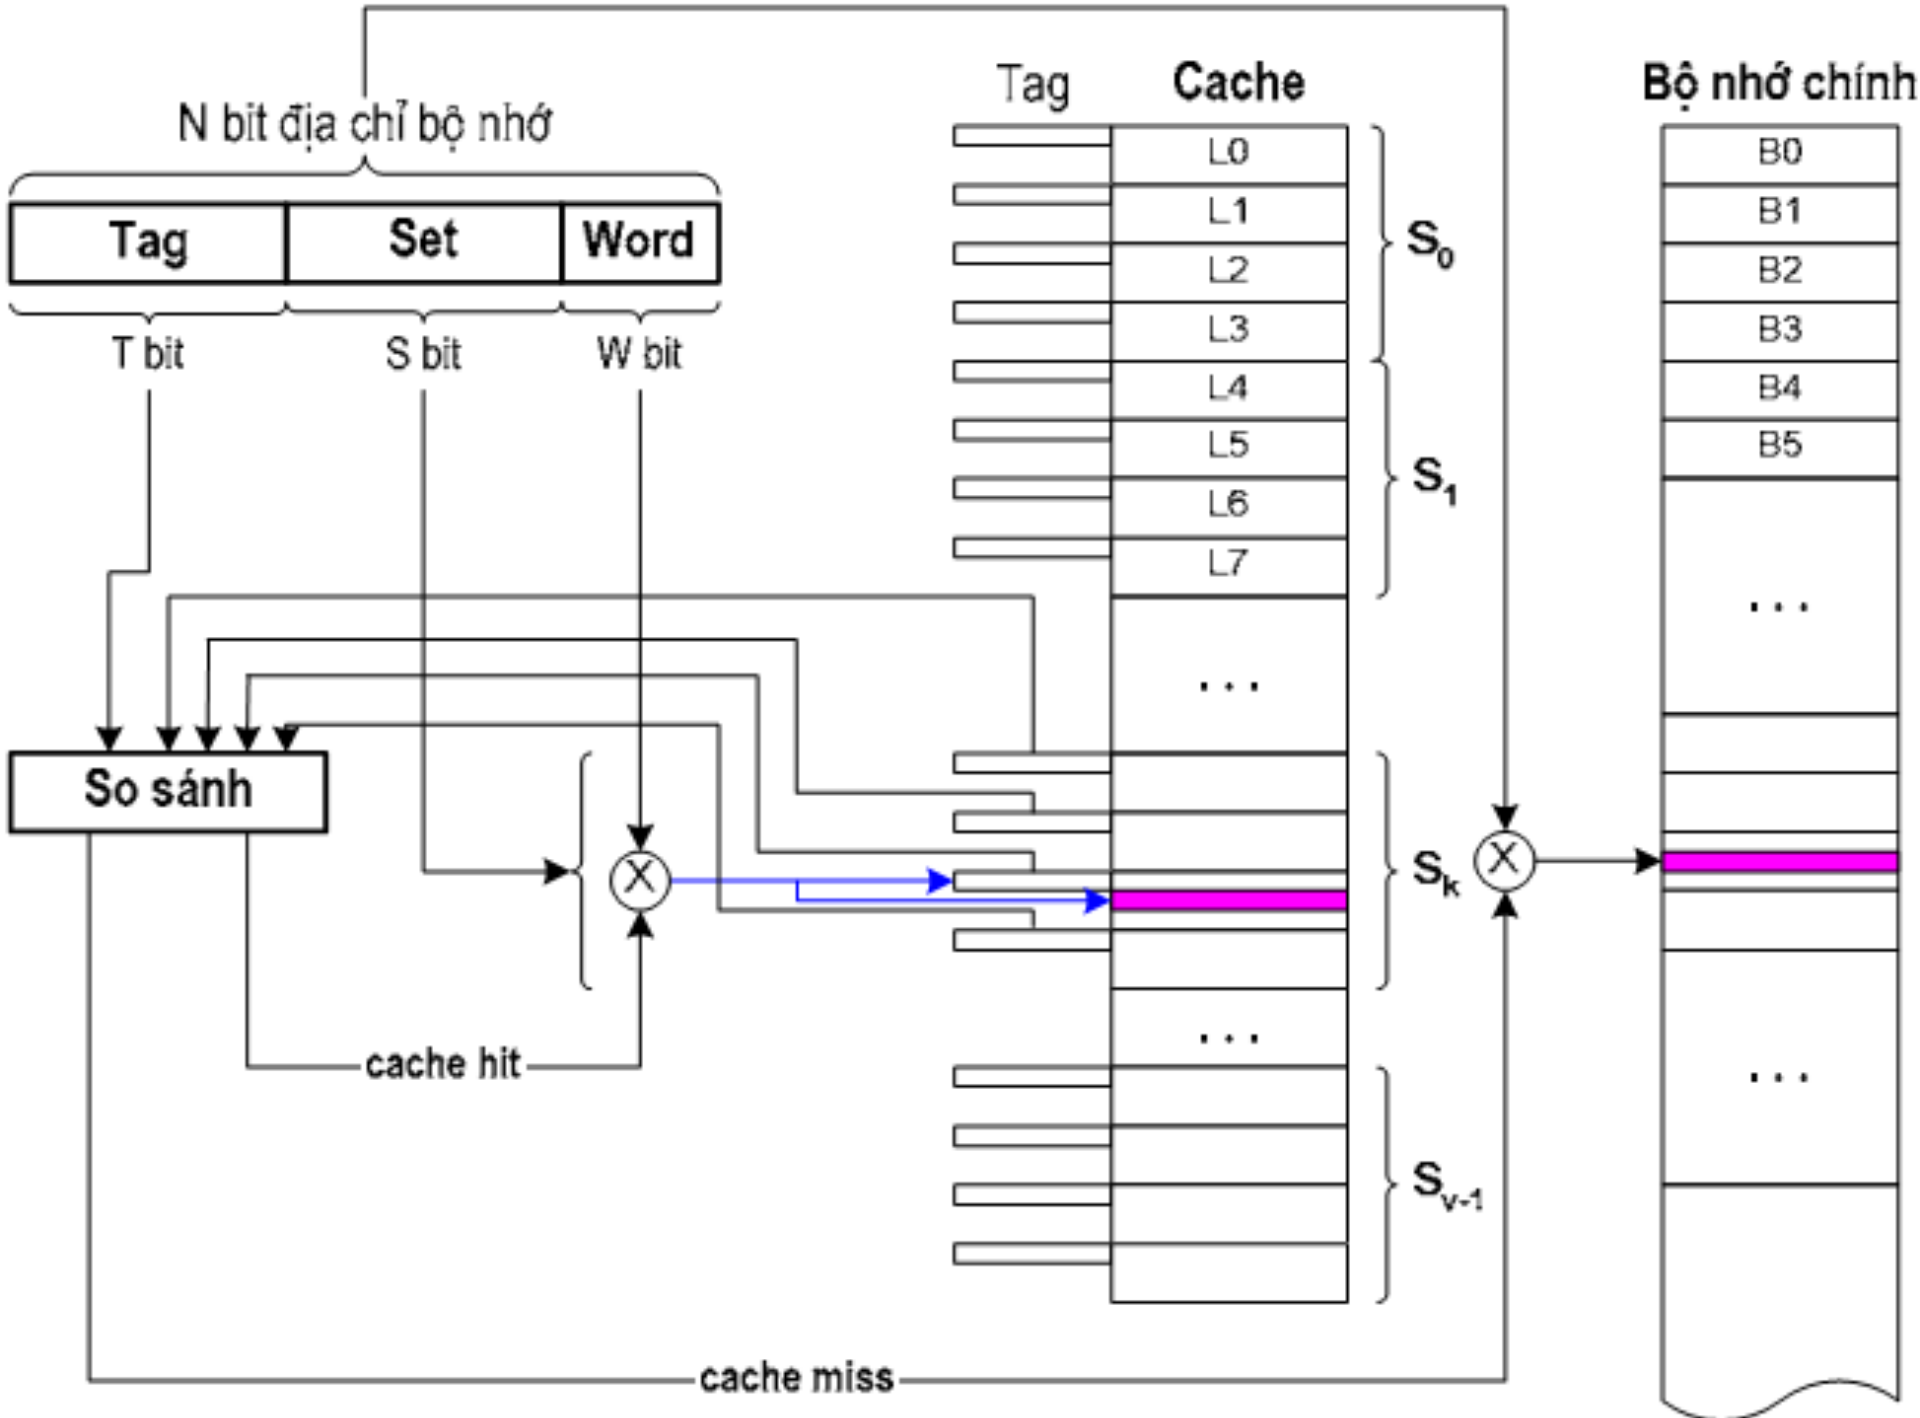 Tag
Cache
Bộ nhớ chính
N bit địa chỉ bộ nhớ
Tag
Set
Word
T bit
S bit
W bit
L0
L1
L2
L3
L4
L5
L6
L7
...
...
S0
S1
Sk
Sv-1
B0
B1
B2
B3
B4
B5
...
...
So sánh
X
X
cache hit
cache miss